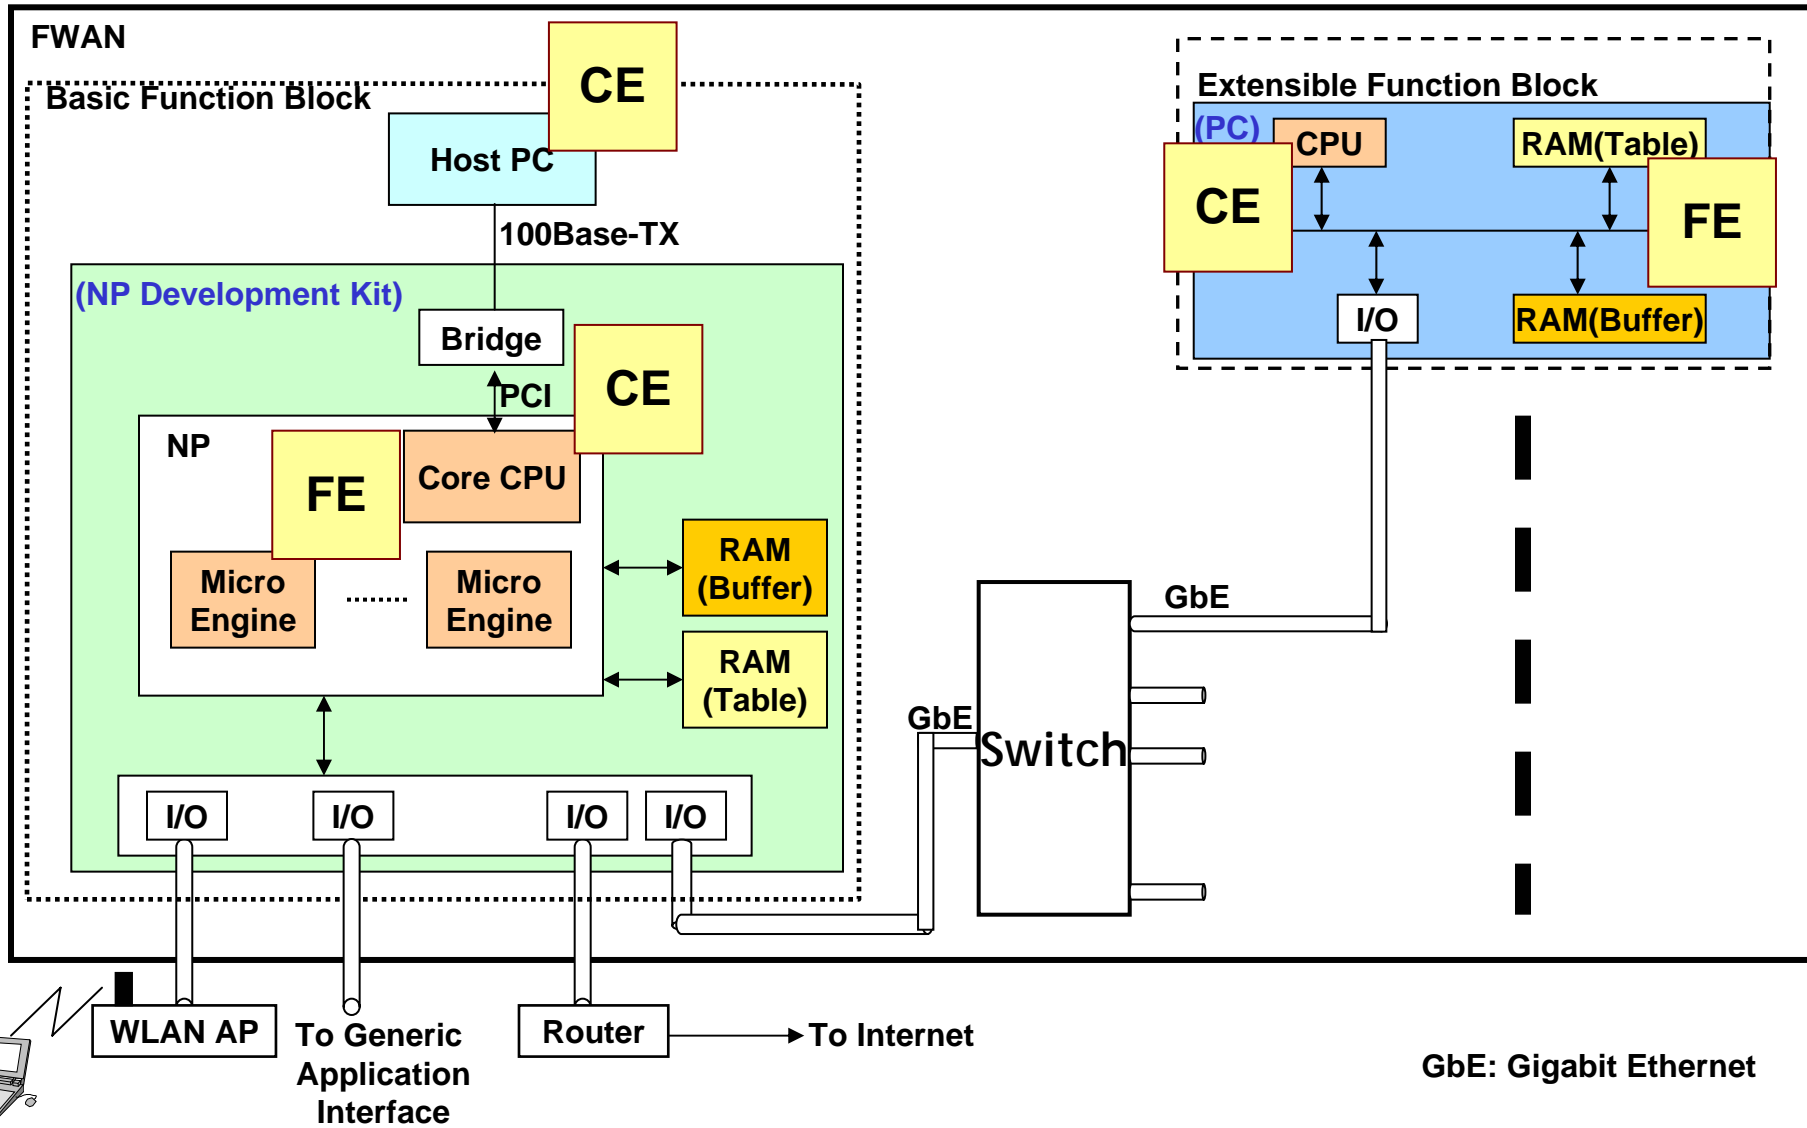 FWAN
Basic Function Block
CE
Host PC
100Base-TX
(NP Development Kit)
Bridge
PCI
CE
NP
FE
Core CPU
Micro
Engine
Micro
Engine
RAM
(Buffer)
RAM
(Table)
I/O
I/O
I/O
I/O
GbE
Switch
GbE
Extensible Function Block
(PC)
CPU
RAM(Table)
CE
FE
I/O
RAM(Buffer)
WLAN AP
To Generic
Application
Interface
Router
To Internet
GbE: Gigabit Ethernet